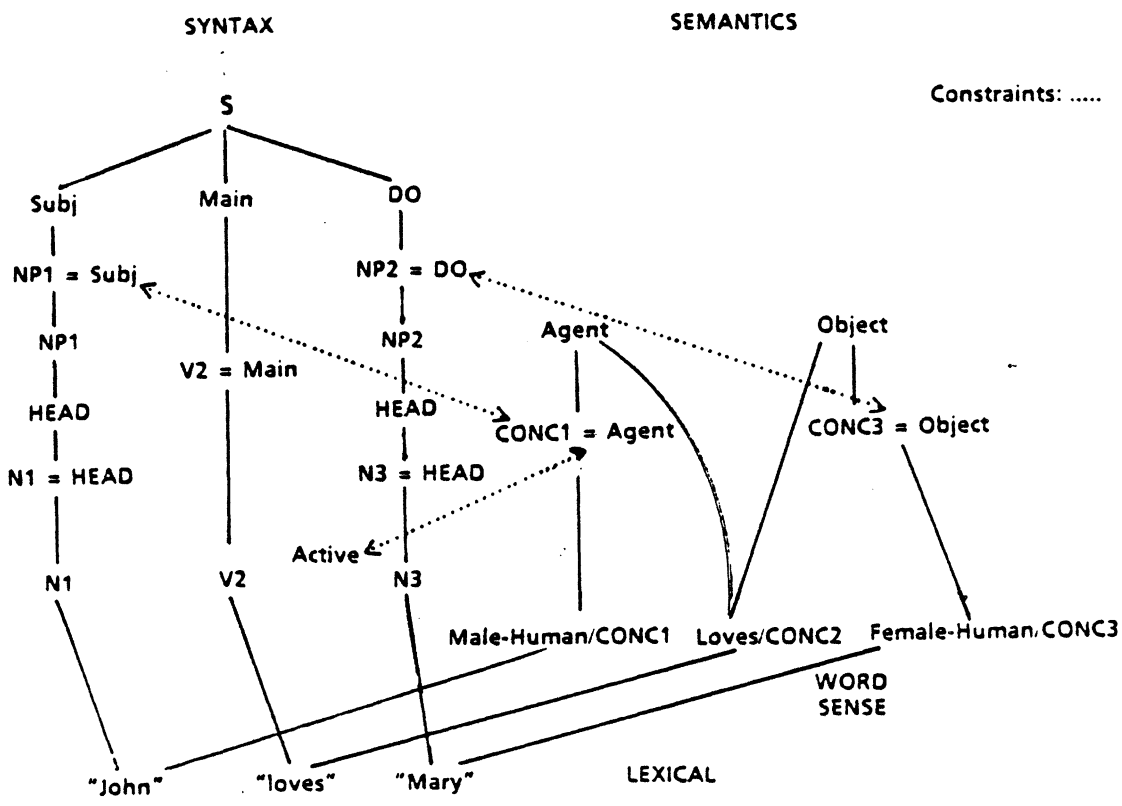 SYNTAX SEMANTICS
Constraints: .....
S
Subj Main DO
NP1 = Subj NP2 = DO
Agent Object
NP1 NP2
V2 = Main
HEAD HEAD
CONC1 = Agent CONC3 = Object
N1 = HEAD N3 = HEAD
Active
N1 V2 N3
Male-Human/CONC1 Loves/CONC2 Female-Human/CONC3
WORD
SENSE
"John" "loves" "Mary" LEXICAL